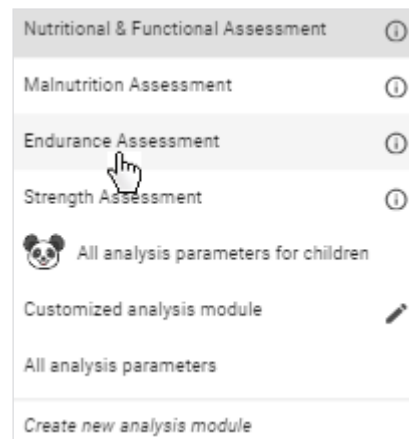 Nutritional & Functional Assessment
Malnutrition Assessment
Endurance Assessment
Strength Assessment
All analysis parameters for children
Customized analysis module
All analysis parameters
Create new analysis module